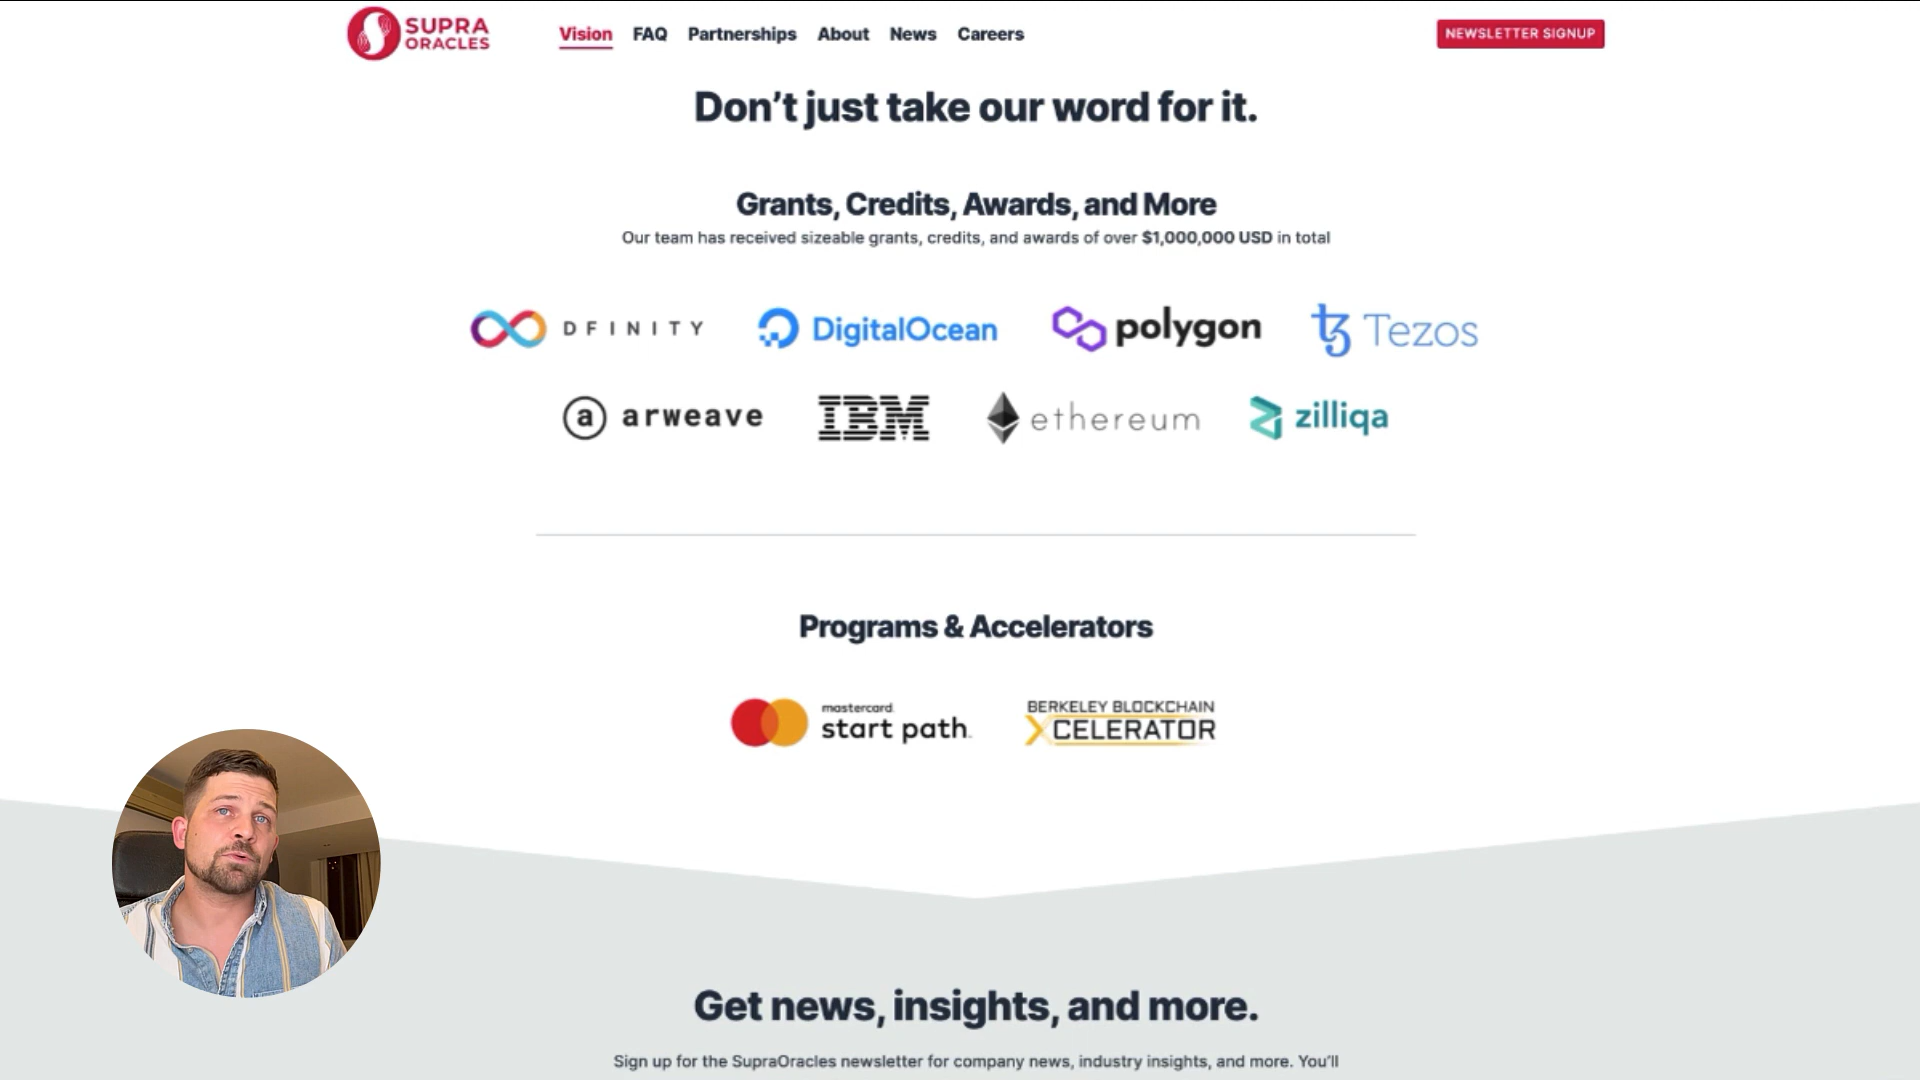 SUPRA
ORACLES
Vision FAQ Partnerships About News Careers
NEWSLETTER SIGNUP
Don’t just take our word for it.
Grants, Credits, Awards, and More
Our team has received sizeable grants, credits, and awards of over $1,000,000 USD in total
DFINITY DigitalOcean polygon Tezos
a arweave IBM ethereum zilliqa
Programs & Accelerators
mastercard
start path
BERKELEY BLOCKCHAIN
XCELERATOR
Get news, insights, and more.
Sign up for the SupraOracles newsletter for company news, industry insights, and more. You’ll